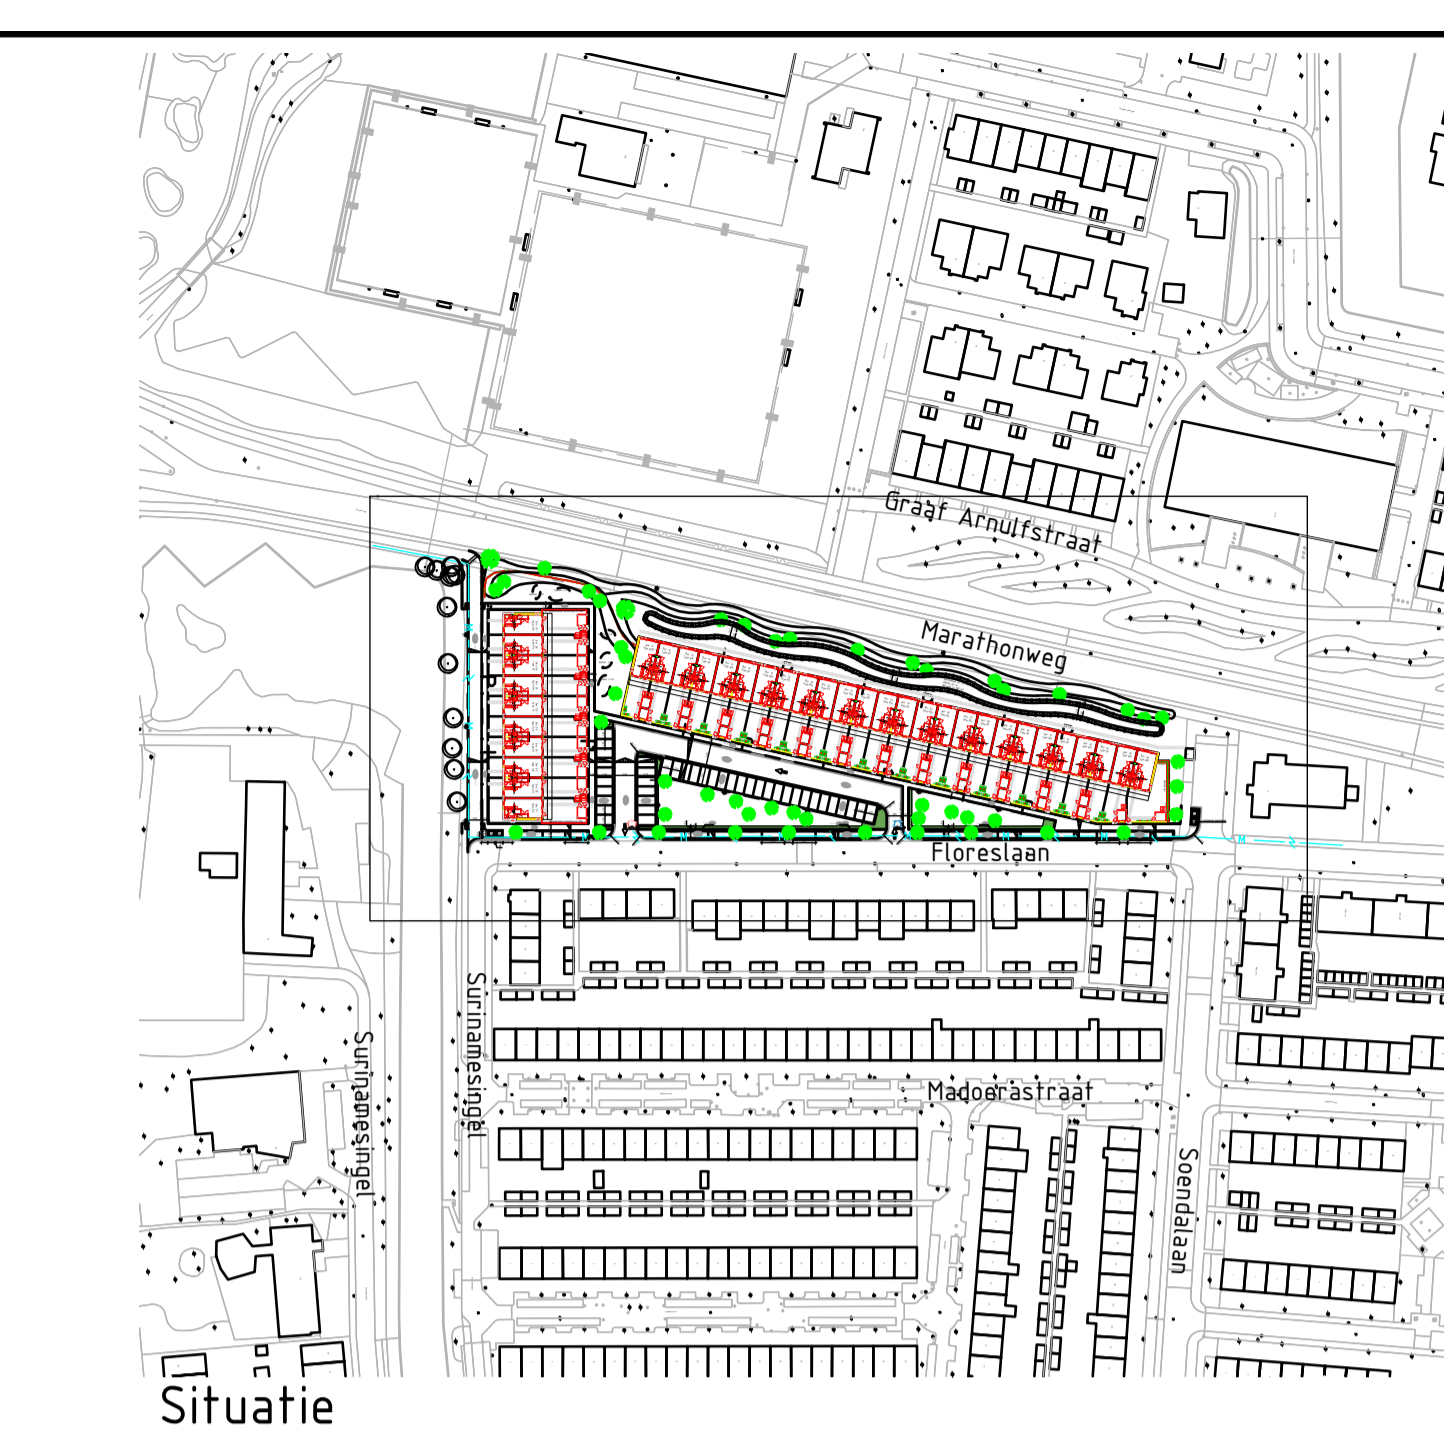 Graaf Arnulfstraat
Marathonweg
Floreslaan
Surinamesingel
Surinamesingel
Madoerastraat
Soendalaan
Situatie